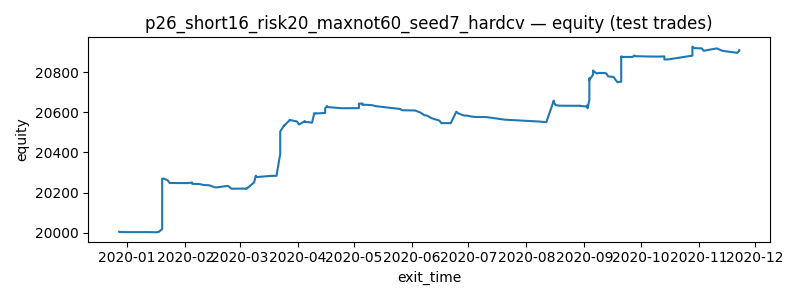 p26_short16_risk20_maxnot60_seed7_hardcv — equity (test trades)
equity
20800
20600
20400
20200
20000
2020-01 2020-02 2020-03 2020-04 2020-05 2020-06 2020-07 2020-08 2020-09 2020-10 2020-11 2020-12
exit_time